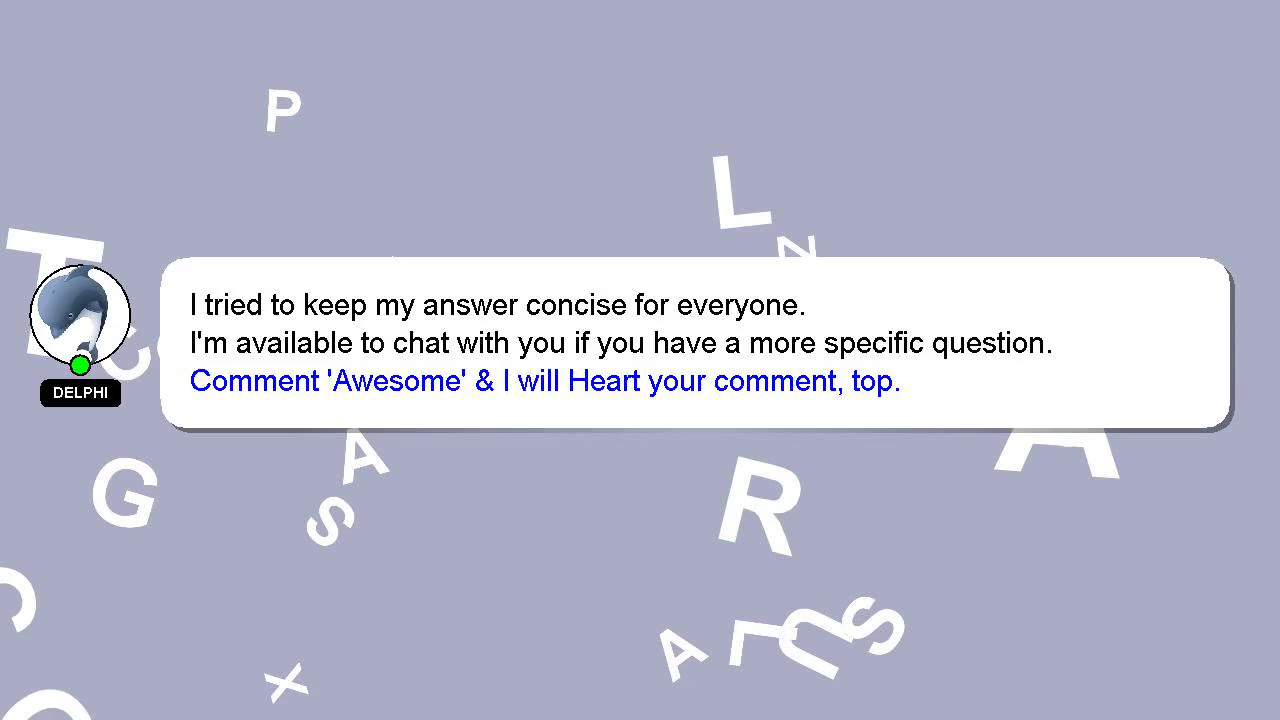 P
L
Z
T
I tried to keep my answer concise for everyone.
I'm available to chat with you if you have a more specific question.
Comment 'Awesome' & I will Heart your comment, top.
DELPHI
A
A
G
R
S
S
U
L
A
X